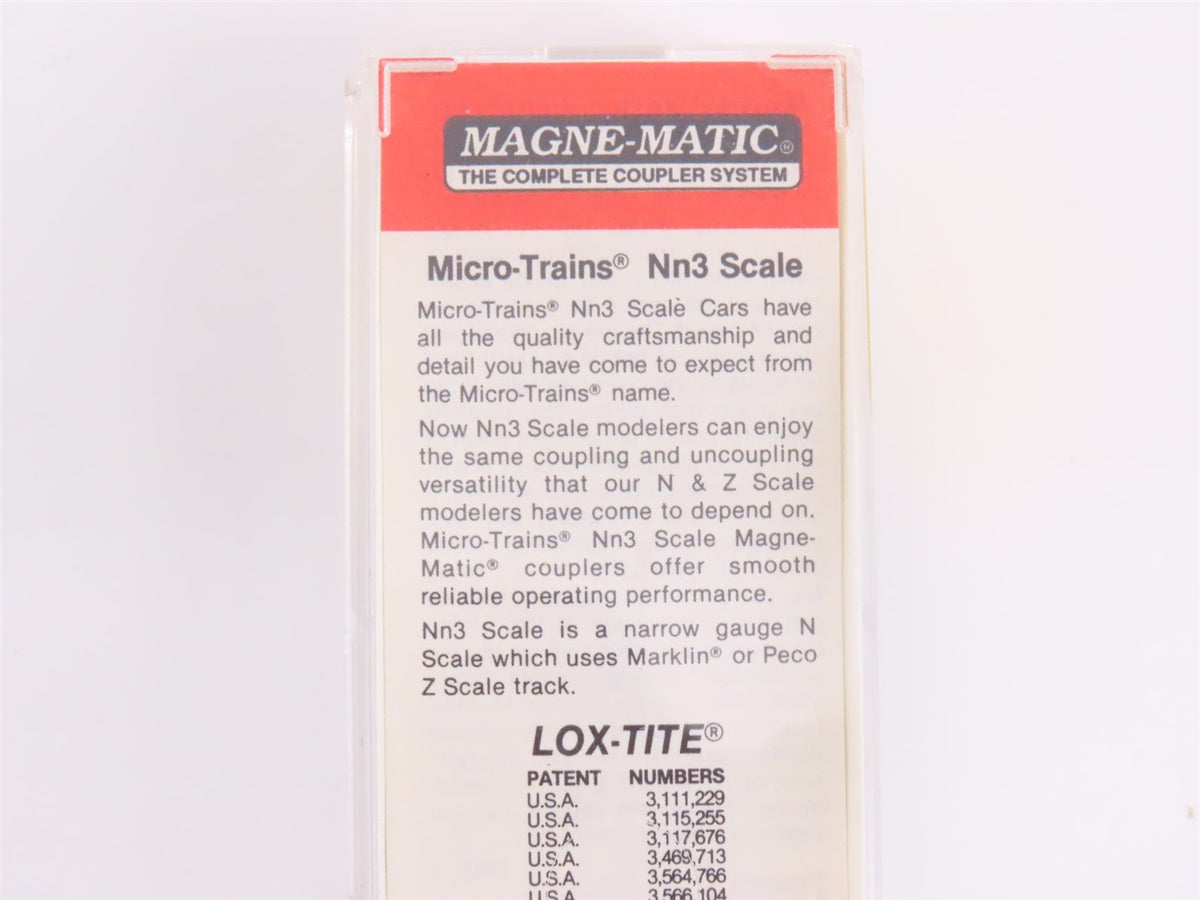 MAGNE-MATIC®
THE COMPLETE COUPLER SYSTEM
Micro-Trains® Nn3 Scale
Micro-Trains® Nn3 Scale Cars have
all the quality craftsmanship and
detail you have come to expect from
the Micro-Trains® name.
Now Nn3 Scale modelers can enjoy
the same coupling and uncoupling
versatility that our N & Z Scale
modelers have come to depend on.
Micro-Trains® Nn3 Scale Magne-
Matic® couplers offer smooth
reliable operating performance.
Nn3 Scale is a narrow gauge N
Scale which uses Marklin® or Peco
Z Scale track.
LOX-TITE®
PATENT NUMBERS
U.S.A. 3,111,229
U.S.A. 3,115,255
U.S.A. 3,117,676
U.S.A. 3,469,713
U.S.A. 3,564,766
U.S.A. 3,566,104